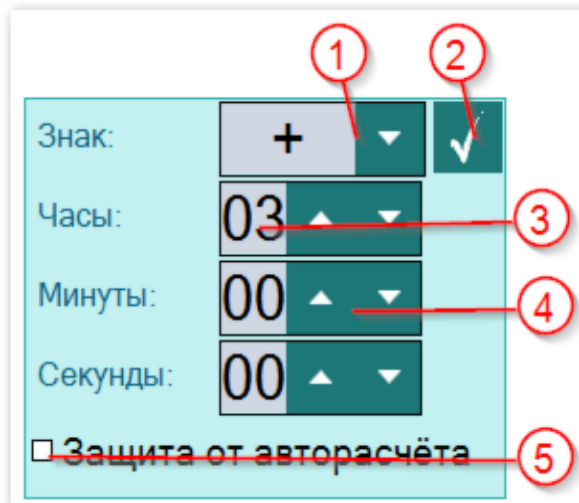 1 2
Знак: +
Часы: 03 3
Минуты: 00 4
Секунды: 00
Защита от авторасчёта 5